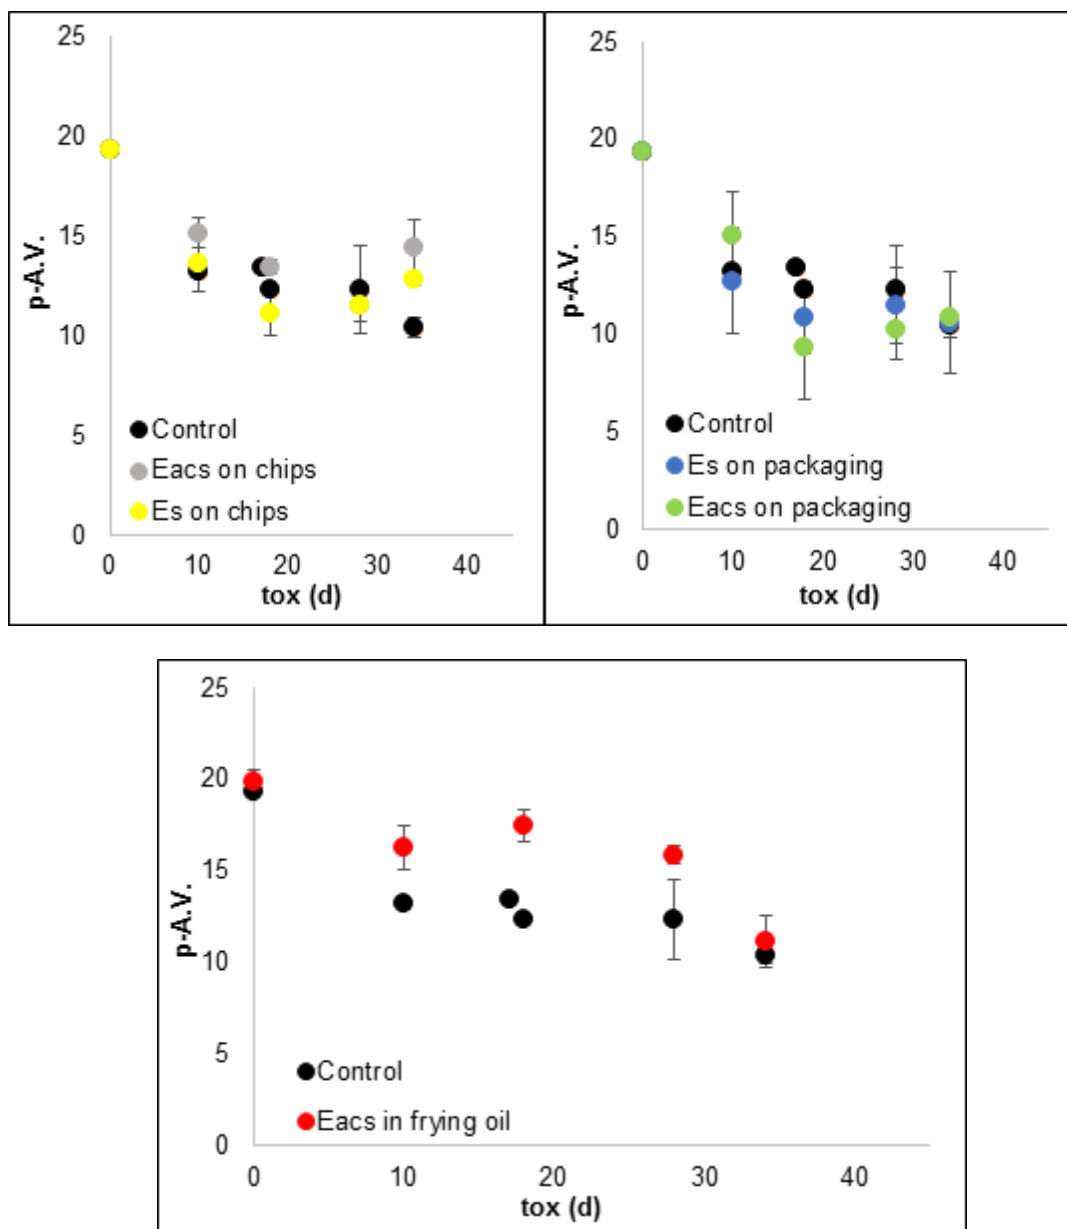 25
20
15
10
5
0
p-A.V.
Control
Eacs on chips
Es on chips
0 10 20 30 40
tox (d)
25
20
15
10
5
0
p-A.V.
Control
Es on packaging
Eacs on packaging
0 10 20 30 40
tox (d)
25
20
15
10
5
0
p-A.V.
Control
Eacs in frying oil
0 10 20 30 40
tox (d)